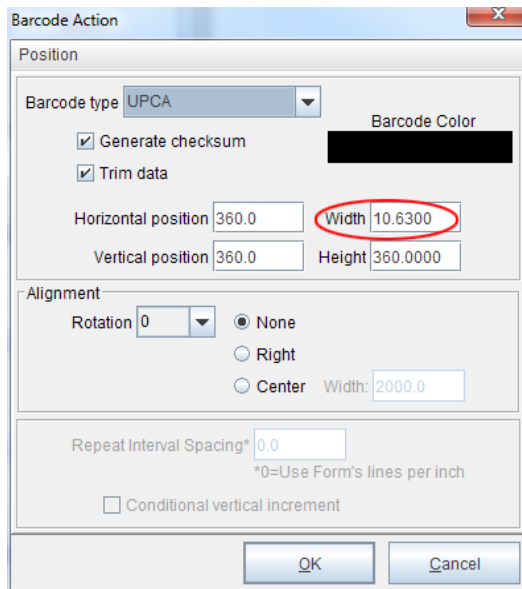 Barcode Action
Position
Barcode type UPCA
Barcode Color
Generate checksum
Trim data
Horizontal position 360.0 Width 10.6300
Vertical position 360.0 Height 360.0000
Alignment
Rotation 0 None
Right
Center Width: 2000.0
Repeat Interval Spacing* 0.0
*0=Use Form's lines per inch
Conditional vertical increment
OK Cancel